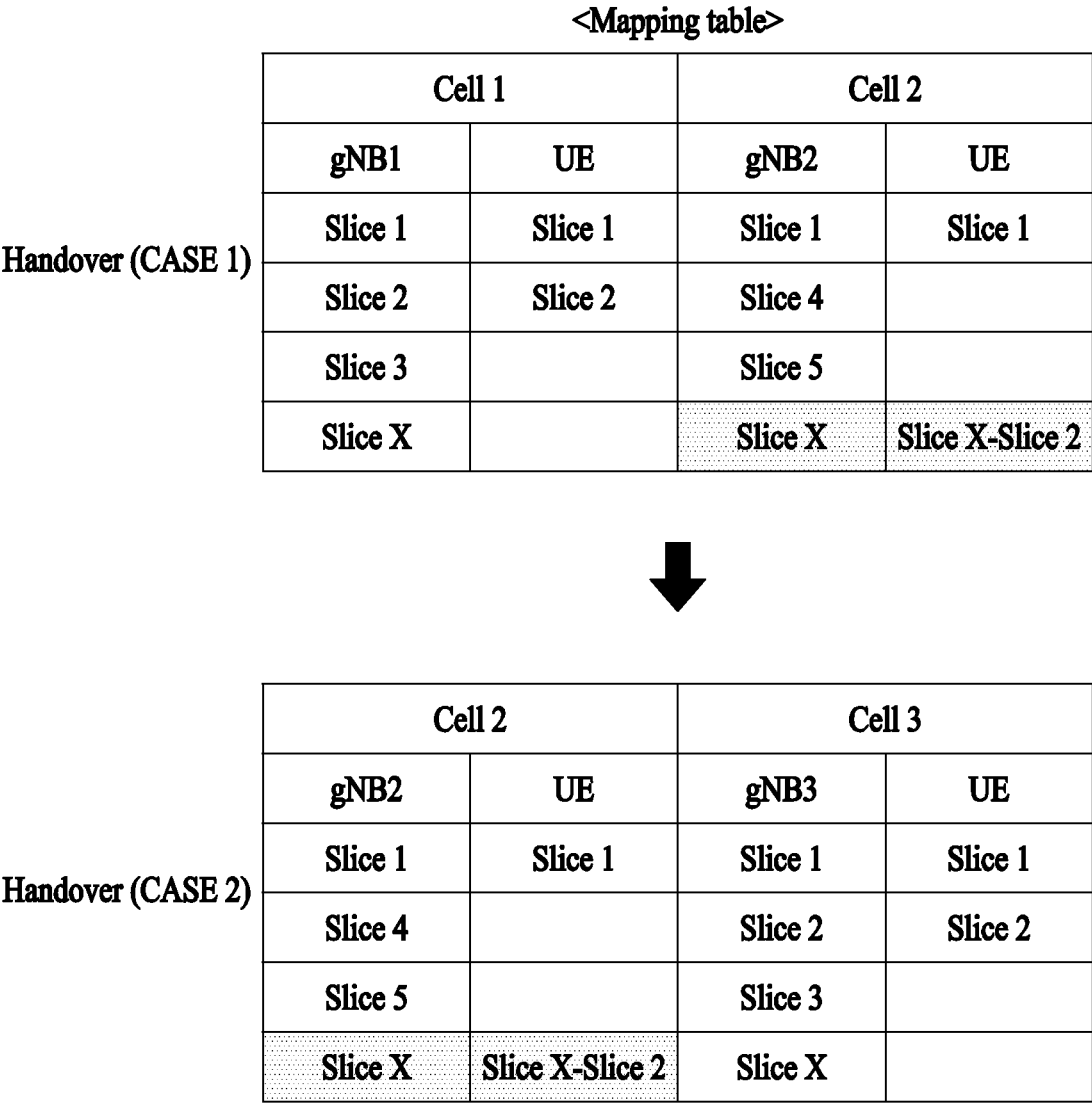 <Mapping table>
Cell 1 Cell 2
gNB1 UE gNB2 UE
Slice 1 Slice 1 Slice 1 Slice 1
Handover (CASE 1)
Slice 2 Slice 2 Slice 4
Slice 3 Slice 5
Slice X Slice X Slice X-Slice 2
Cell 2 Cell 3
gNB2 UE gNB3 UE
Slice 1 Slice 1 Slice 1 Slice 1
Handover (CASE 2)
Slice 4 Slice 2 Slice 2
Slice 5 Slice 3
Slice X Slice X-Slice 2 Slice X